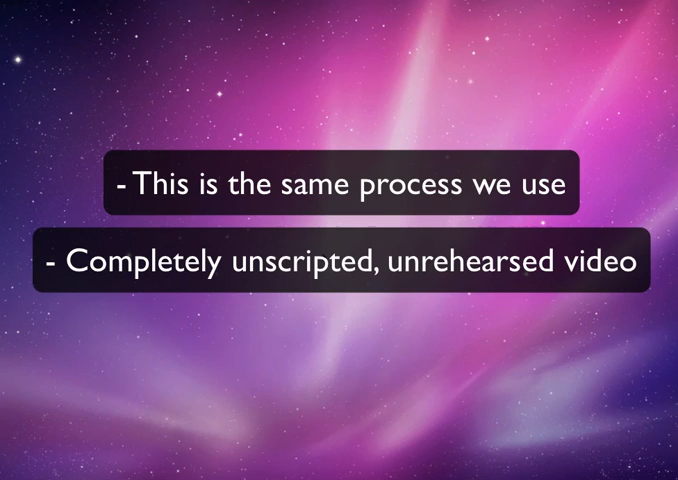 - This is the same process we use
- Completely unscripted, unrehearsed video